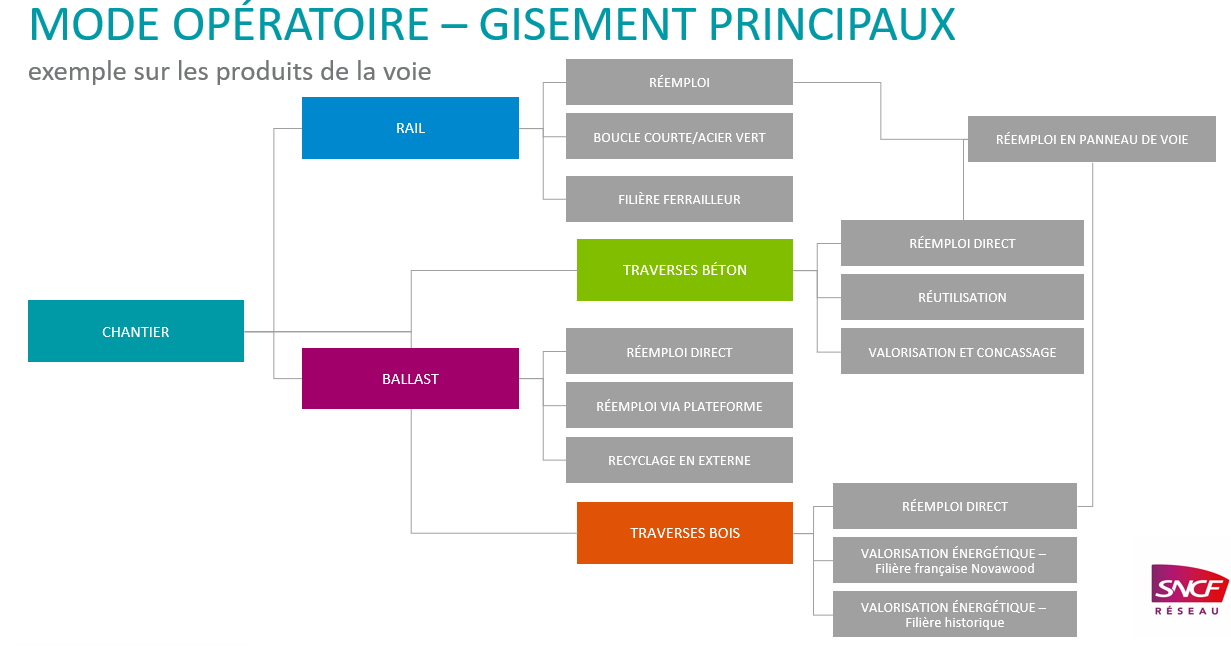 MODE OPÉRATOIRE – GISEMENT PRINCIPAUX
exemple sur les produits de la voie
RAIL
RÉEMPLOI
BOUCLE COURTE/ACIER VERT
FILIÈRE FERRAILLEUR
RÉEMPLOI EN PANNEAU DE VOIE
TRAVERSES BÉTON
RÉEMPLOI DIRECT
RÉUTILISATION
VALORISATION ET CONCASSAGE
CHANTIER
BALLAST
RÉEMPLOI DIRECT
RÉEMPLOI VIA PLATEFORME
RECYCLAGE EN EXTERNE
TRAVERSES BOIS
RÉEMPLOI DIRECT
VALORISATION ÉNERGÉTIQUE –
Filière française Novawood
VALORISATION ÉNERGÉTIQUE –
Filière historique
SNCF
RÉSEAU